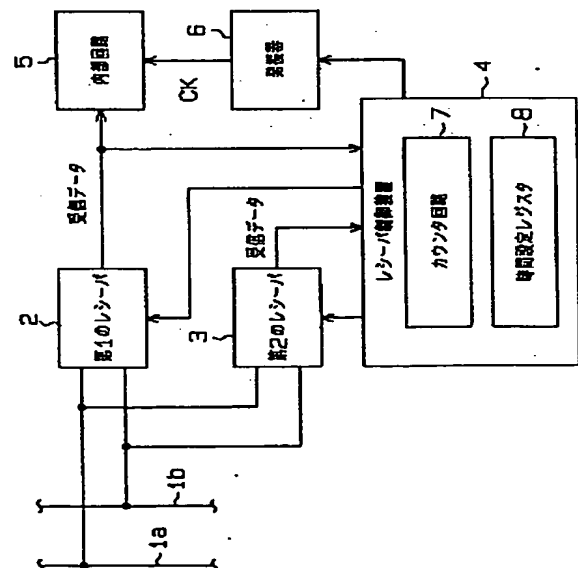 5
内部回路
6
発振器
CK
受信データ
2
第1のレシーバ
受信データ
3
第2のレシーバ
4
レシーバ制御装置
7
カウンタ回路
8
時間設定レジスタ
1b
1a